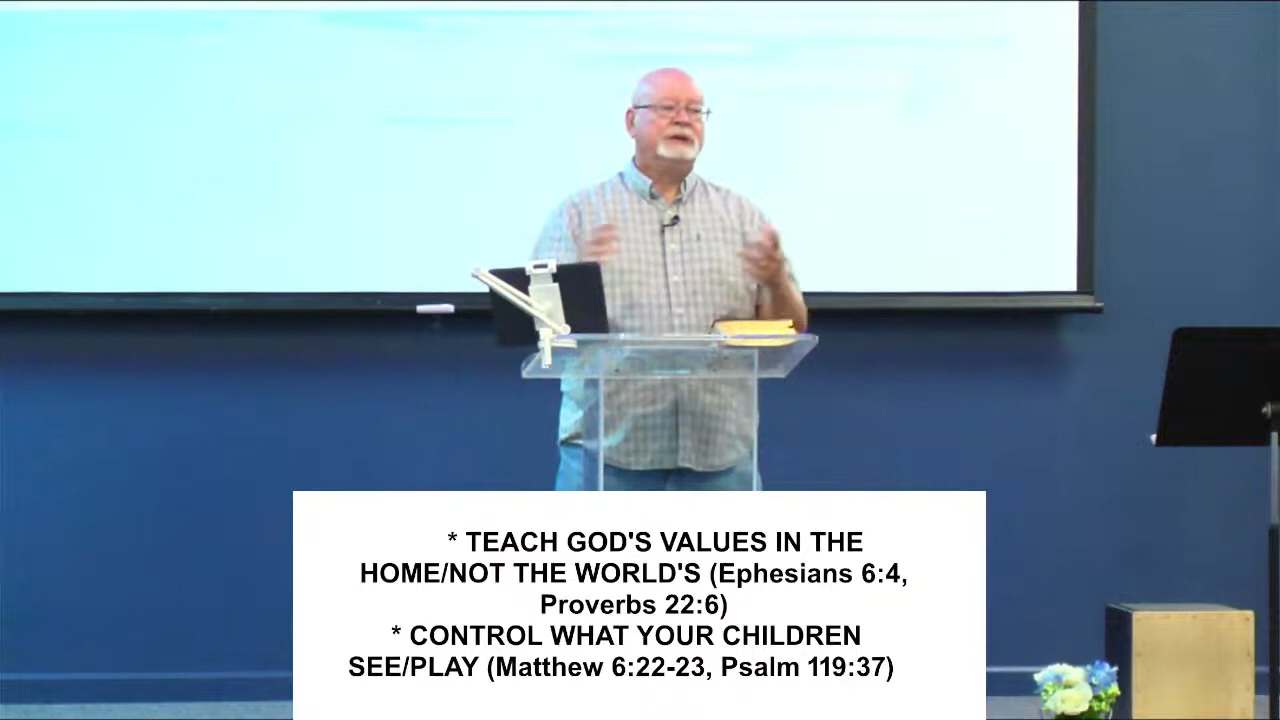 * TEACH GOD'S VALUES IN THE
HOME/NOT THE WORLD'S (Ephesians 6:4,
Proverbs 22:6)
* CONTROL WHAT YOUR CHILDREN
SEE/PLAY (Matthew 6:22-23, Psalm 119:37)